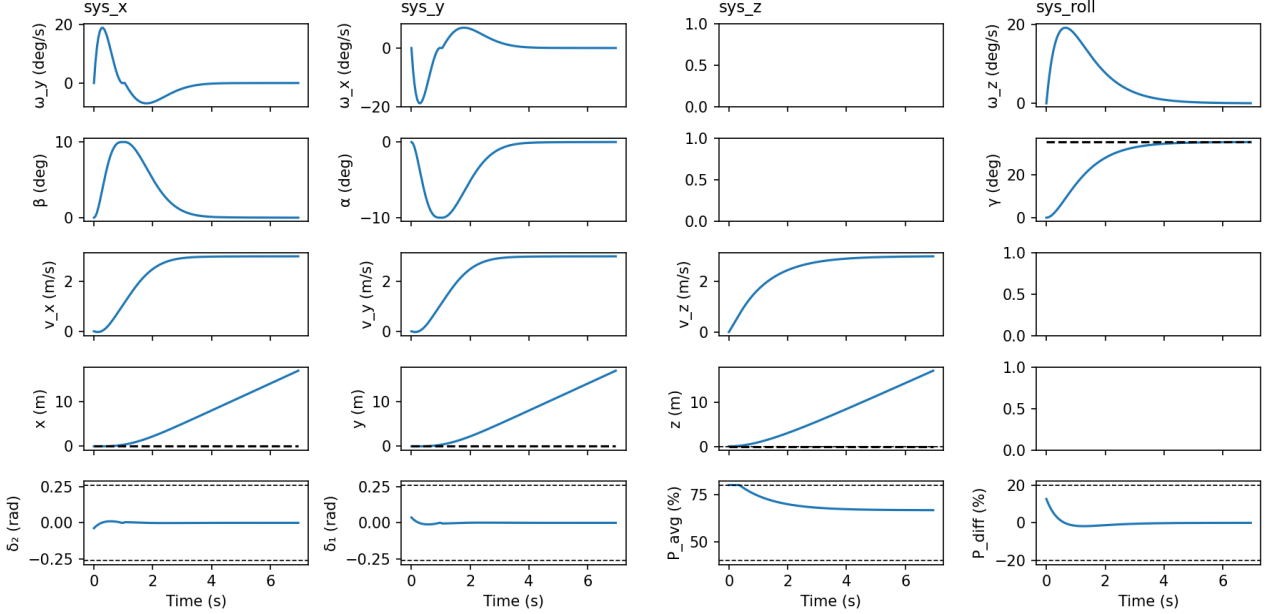 sys_x sys_y sys_z sys_roll
20
0
ω_y (deg/s)
0
−20
ω_x (deg/s)
1.0
0.5
0.0
20
0
ω_z (deg/s)
10
0
β (deg)
0
−10
α (deg)
1.0
0.5
0.0
20
0
γ (deg)
2
0
v_x (m/s)
2
0
v_y (m/s)
2
0
v_z (m/s)
1.0
0.5
0.0
10
0
x (m)
10
0
y (m)
10
0
z (m)
1.0
0.5
0.0
0.25
0.00
−0.25
δ₂ (rad)
0 2 4 6
Time (s)
0.25
0.00
−0.25
δ₁ (rad)
0 2 4 6
Time (s)
75
50
P_avg (%)
0 2 4 6
Time (s)
20
0
−20
P_diff (%)
0 2 4 6
Time (s)